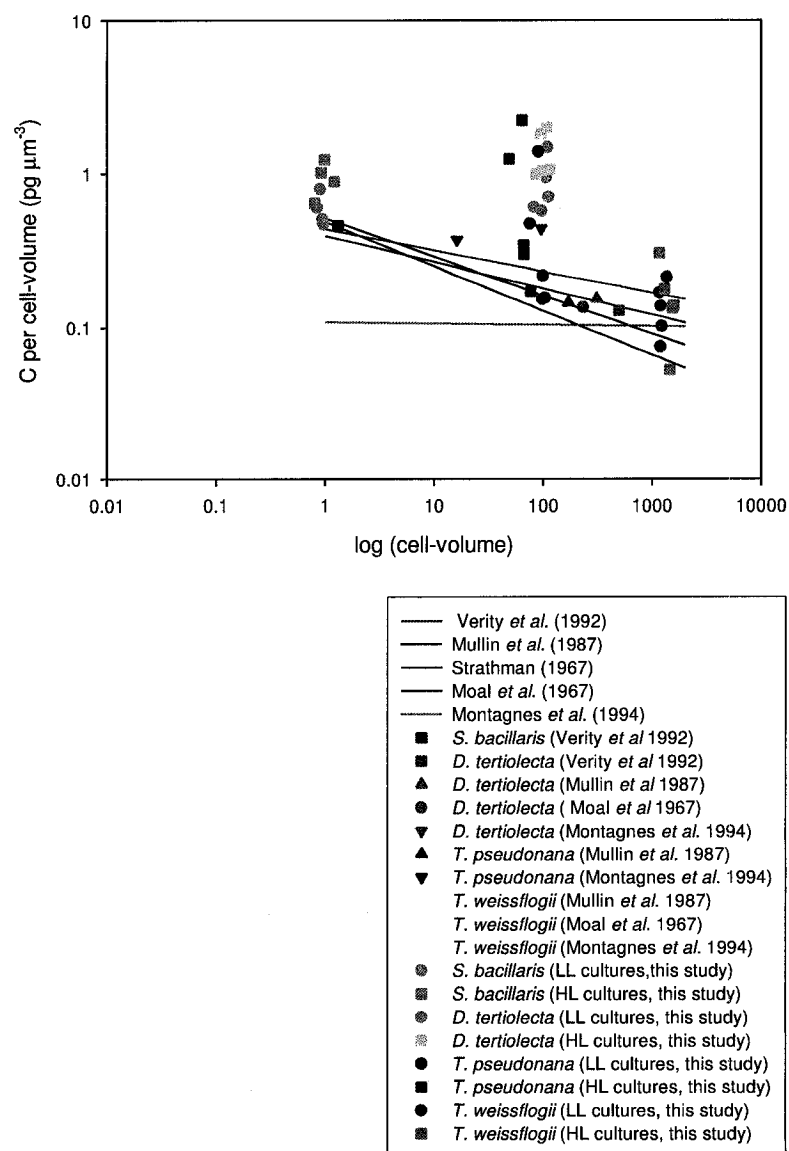 10
1
0.1
0.01
C per cell-volume (pg µm⁻³)
0.01 0.1 1 10 100 1000 10000
log (cell-volume)
Verity et al. (1992)
Mullin et al. (1987)
Strathman (1967)
Moal et al. (1967)
Montagnes et al. (1994)
S. bacillaris (Verity et al 1992)
D. tertiolecta (Verity et al 1992)
D. tertiolecta (Mullin et al 1987)
D. tertiolecta ( Moal et al 1967)
D. tertiolecta (Montagnes et al. 1994)
T. pseudonana (Mullin et al. 1987)
T. pseudonana (Montagnes et al. 1994)
T. weissflogii (Mullin et al. 1987)
T. weissflogii (Moal et al. 1967)
T. weissflogii (Montagnes et al. 1994)
S. bacillaris (LL cultures,this study)
S. bacillaris (HL cultures, this study)
D. tertiolecta (LL cultures, this study)
D. tertiolecta (HL cultures, this study)
T. pseudonana (LL cultures, this study)
T. pseudonana (HL cultures, this study)
T. weissflogii (LL cultures, this study)
T. weissflogii (HL cultures, this study)